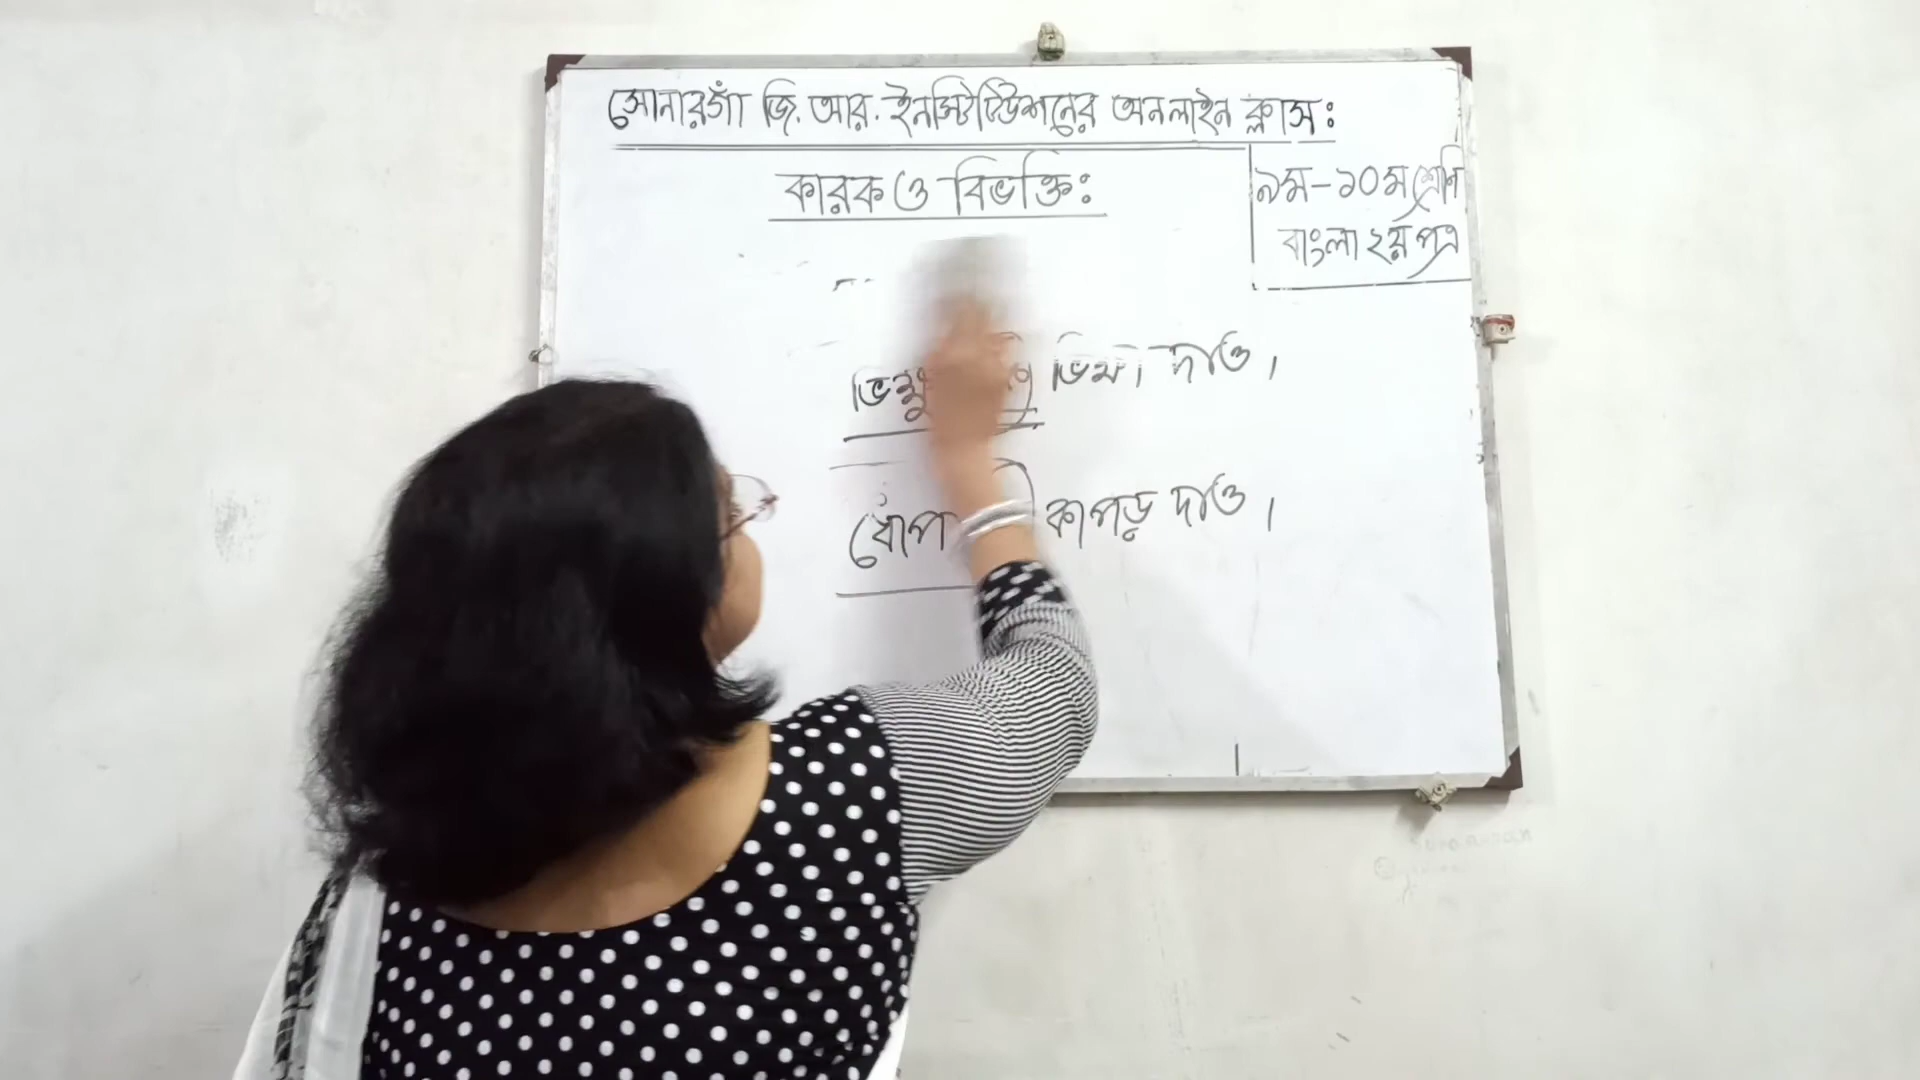 সোনারগাঁ জি. আর. ইনস্টিটিউশনের অনলাইন ক্লাস:
কারক ও বিভক্তি:
৯ম-১০ম শ্রেণি
বাংলা ২য় পত্র
ভিক্ষা দাও।
কাপড় দাও।